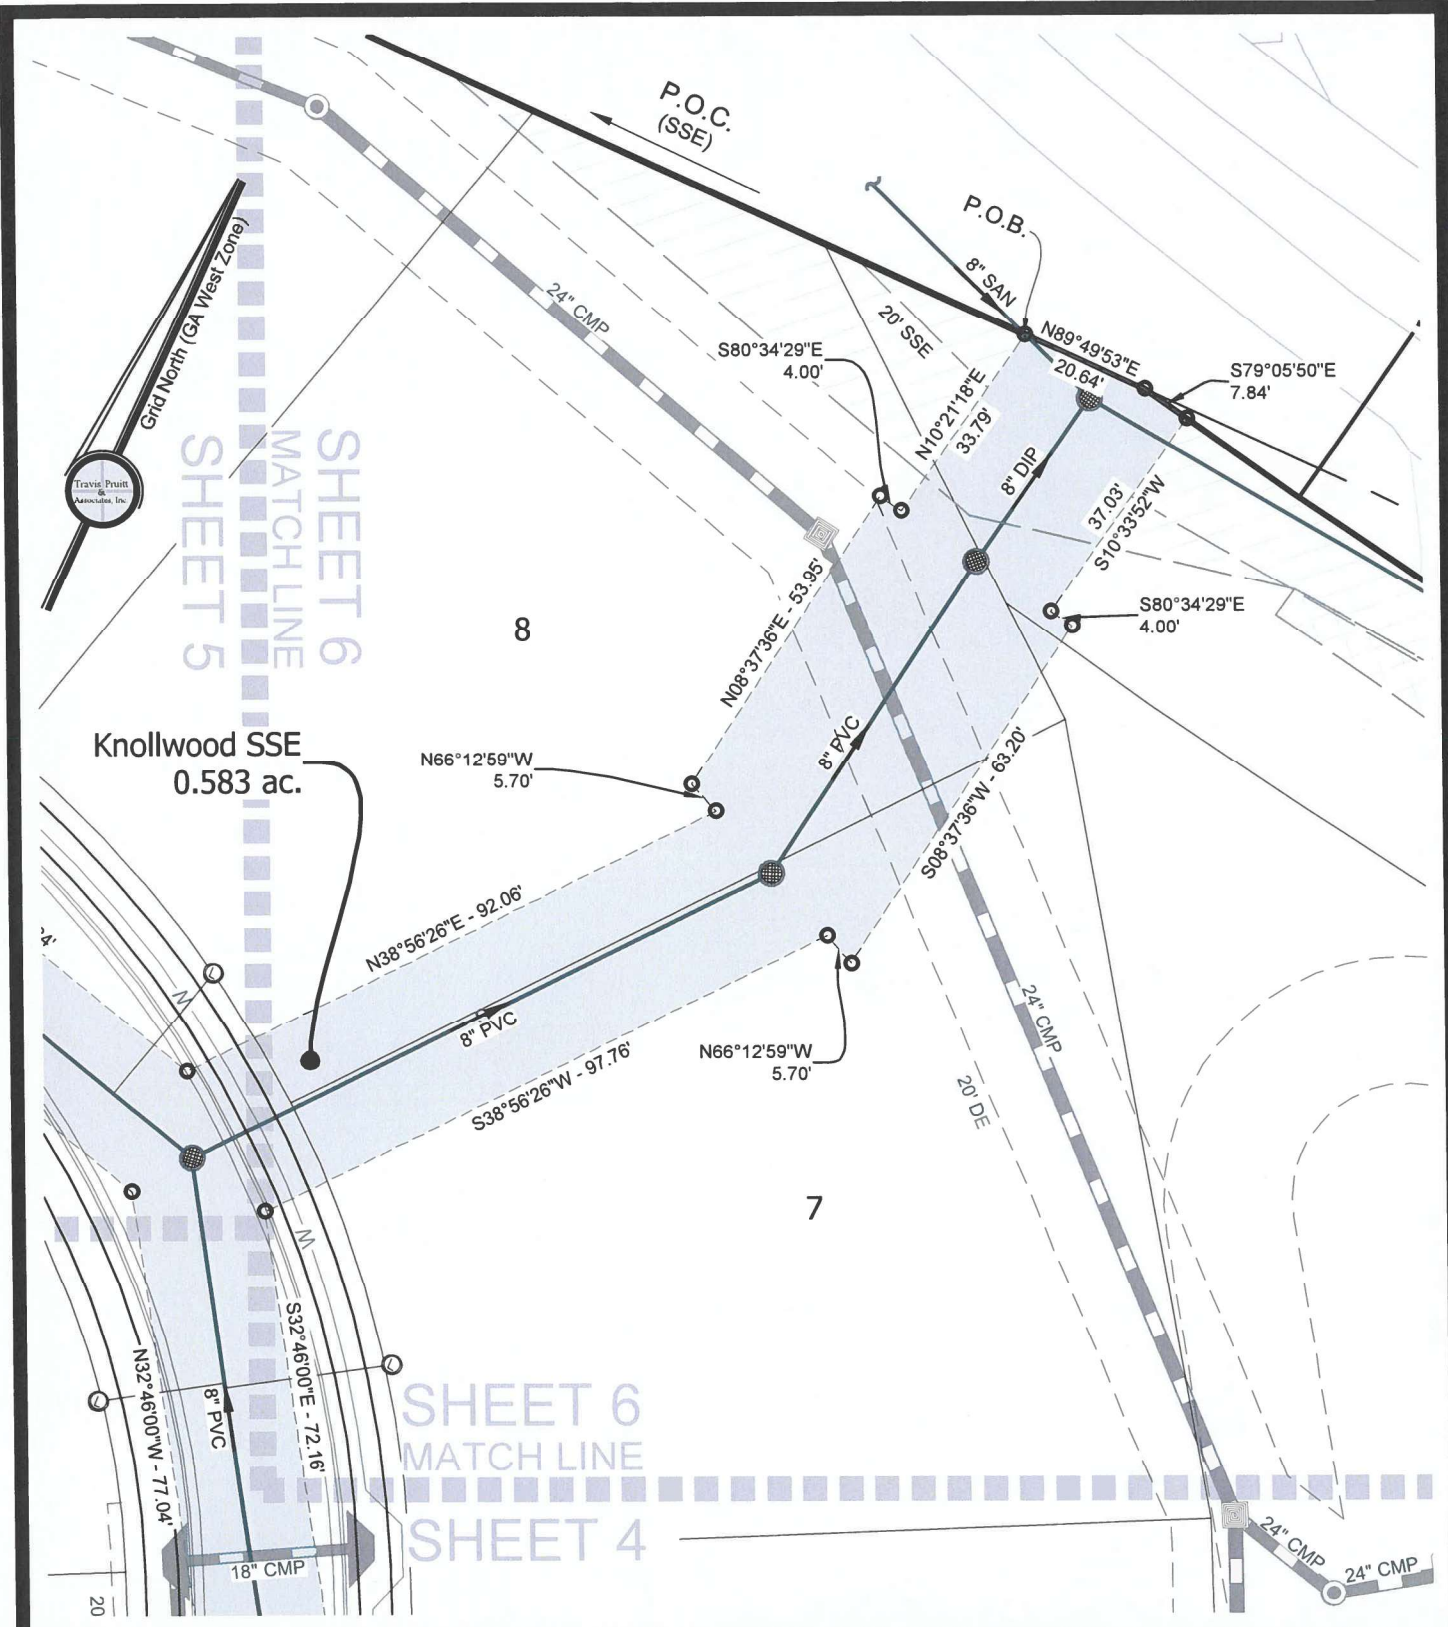 P.O.C.
(SSE)
P.O.B.
8" SAN
20' SSE
N89°49'53"E
20.64'
S79°05'50"E
7.84'
S80°34'29"E
4.00'
N10°21'18"E
33.79'
8" DIP
37.03'
S10°33'52"W
S80°34'29"E
4.00'
24" CMP
Grid North (GA West Zone)
Travis Pruitt
&
Associates, Inc.
SHEET 6
MATCH LINE
SHEET 5
8
N08°37'36"E - 53.95'
Knollwood SSE
0.583 ac.
N66°12'59"W
5.70'
8" PVC
S08°37'36"W - 63.20'
N38°56'26"E - 92.06'
8" PVC
S38°56'26"W - 97.76'
N66°12'59"W
5.70'
24" CMP
20' DE
7
W
W
4'
L
L
L
S32°46'00"E - 72.16'
N32°46'00"W - 77.04'
8" PVC
SHEET 6
MATCH LINE
SHEET 4
18" CMP
20
24" CMP
24" CMP